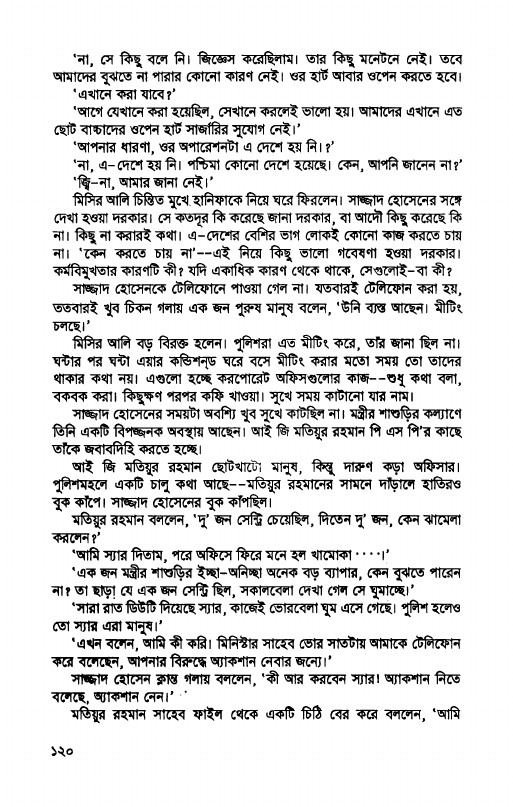 ‘না, সে কিছু বলে নি। জিজ্ঞেস করেছিলাম। তার কিছু মনেটনে নেই। তবে
আমাদের বুঝতে না পারার কোনো কারণ নেই। ওর হার্ট আবার ওপেন করতে হবে।
‘এখানে করা যাবে?’
‘আগে যেখানে করা হয়েছিল, সেখানে করলেই ভালো হয়। আমাদের এখানে এত
ছোট বাচ্চাদের ওপেন হার্ট সার্জারির সুযোগ নেই।’
‘আপনার ধারণা, ওর অপারেশনটা এ দেশে হয় নি।?’
‘না, এ-দেশে হয় নি। পশ্চিমা কোনো দেশে হয়েছে। কেন, আপনি জানেন না?’
‘জ্বি-না, আমার জানা নেই।’
মিসির আলি চিন্তিত মুখে হানিফাকে নিয়ে ঘরে ফিরলেন। সাজ্জাদ হোসেনের সঙ্গে
দেখা হওয়া দরকার। সে কতদূর কি করেছে জানা দরকার, বা আদৌ কিছু করেছে কি
না। কিছু না করারই কথা। এ-দেশের বেশির ভাগ লোকই কোনো কাজ করতে চায়
না। ‘কেন করতে চায় না’--এই নিয়ে কিছু ভালো গবেষণা হওয়া দরকার।
কর্মবিমুখতার কারণটি কী? যদি একাধিক কারণ থেকে থাকে, সেগুলোই-বা কী?
সাজ্জাদ হোসেনকে টেলিফোনে পাওয়া গেল না। যতবারই টেলিফোন করা হয়,
ততবারই খুব চিকন গলায় এক জন পুরুষ মানুষ বলেন, ‘উনি ব্যস্ত আছেন। মীটিং
চলছে।’
মিসির আলি বড় বিরক্ত হলেন। পুলিশরা এত মীটিং করে, তাঁর জানা ছিল না।
ঘন্টার পর ঘন্টা এয়ার কন্ডিশন্‌ড ঘরে বসে মীটিং করার মতো সময় তো তাদের
থাকার কথা নয়। এগুলো হচ্ছে করপোরেট অফিসগুলোর কাজ--শুধু কথা বলা,
বকবক করা। কিছুক্ষণ পরপর কফি খাওয়া। সুখে সময় কাটানো যার নাম।
সাজ্জাদ হোসেনের সময়টা অবশ্যি খুব সুখে কাটছিল না। মন্ত্রীর শাশুড়ির কল্যাণে
তিনি একটি বিপজ্জনক অবস্থায় আছেন। আই জি মতিয়ুর রহমান পি এস পি’র কাছে
তাঁকে জবাবদিহি করতে হচ্ছে।
আই জি মতিয়ুর রহমান ছোটখাটো মানুষ, কিন্তু দারুণ কড়া অফিসার।
পুলিশমহলে একটি চালু কথা আছে--মতিয়ুর রহমানের সামনে দাঁড়ালে হাতিরও
বুক কাঁপে। সাজ্জাদ হোসেনের বুক কাঁপছিল।
মতিয়ুর রহমান বললেন, ‘দু’ জন সেন্ট্রি চেয়েছিল, দিতেন দু’ জন, কেন ঝামেলা
করলেন?’
‘আমি স্যার দিতাম, পরে অফিসে ফিরে মনে হল খামোকা ····।’
‘এক জন মন্ত্রীর শাশুড়ির ইচ্ছা-অনিচ্ছা অনেক বড় ব্যাপার, কেন বুঝতে পারেন
না? তা ছাড়া যে এক জন সেন্ট্রি ছিল, সকালবেলা দেখা গেল সে ঘুমাচ্ছে।’
‘সারা রাত ডিউটি দিয়েছে স্যার, কাজেই ভোরবেলা ঘুম এসে গেছে। পুলিশ হলেও
তো স্যার এরা মানুষ।’
‘এখন বলেন, আমি কী করি। মিনিস্টার সাহেব ভোর সাতটায় আমাকে টেলিফোন
করে বলেছেন, আপনার বিরুদ্ধে অ্যাকশান নেবার জন্যে।’
সাজ্জাদ হোসেন ক্লান্ত গলায় বললেন, ‘কী আর করবেন স্যার! অ্যাকশান নিতে
বলেছে, অ্যাকশান নেন।’
মতিয়ুর রহমান সাহেব ফাইল থেকে একটি চিঠি বের করে বললেন, ‘আমি
১২০